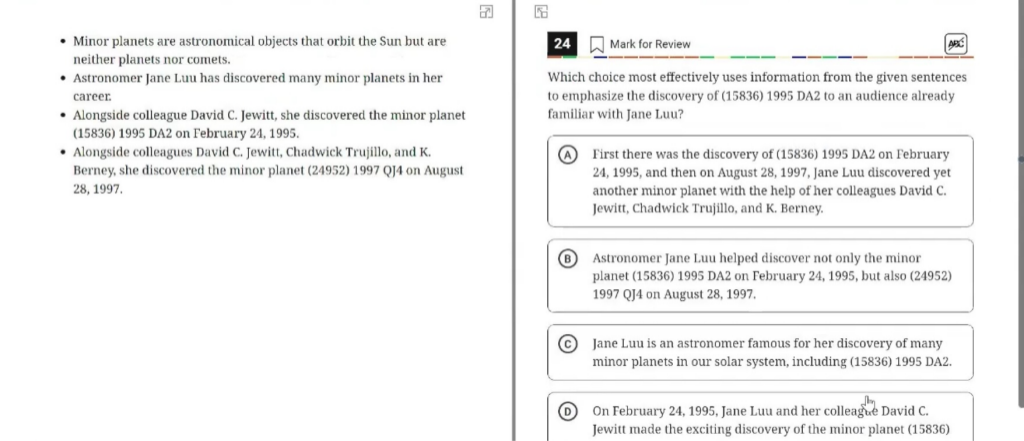 • Minor planets are astronomical objects that orbit the Sun but are
neither planets nor comets.
• Astronomer Jane Luu has discovered many minor planets in her
career.
• Alongside colleague David C. Jewitt, she discovered the minor planet
(15836) 1995 DA2 on February 24, 1995.
• Alongside colleagues David C. Jewitt, Chadwick Trujillo, and K.
Berney, she discovered the minor planet (24952) 1997 QJ4 on August
28, 1997.
24 Mark for Review ABC
Which choice most effectively uses information from the given sentences
to emphasize the discovery of (15836) 1995 DA2 to an audience already
familiar with Jane Luu?
A First there was the discovery of (15836) 1995 DA2 on February
24, 1995, and then on August 28, 1997, Jane Luu discovered yet
another minor planet with the help of her colleagues David C.
Jewitt, Chadwick Trujillo, and K. Berney.
B Astronomer Jane Luu helped discover not only the minor
planet (15836) 1995 DA2 on February 24, 1995, but also (24952)
1997 QJ4 on August 28, 1997.
C Jane Luu is an astronomer famous for her discovery of many
minor planets in our solar system, including (15836) 1995 DA2.
D On February 24, 1995, Jane Luu and her colleague David C.
Jewitt made the exciting discovery of the minor planet (15836)